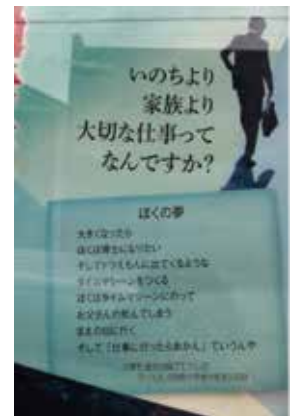 いのちより
家族より
大切な仕事って
なんですか?
ぼくの夢
大きくなったら
ぼくは博士になりたい
そしてドラえもんに出てくるような
タイムマシーンをつくる
ぼくはタイムマシーンにのって
お父さんの死んでしまう
まえの日に行く
そして「仕事に行ったらあかん」ていうんや